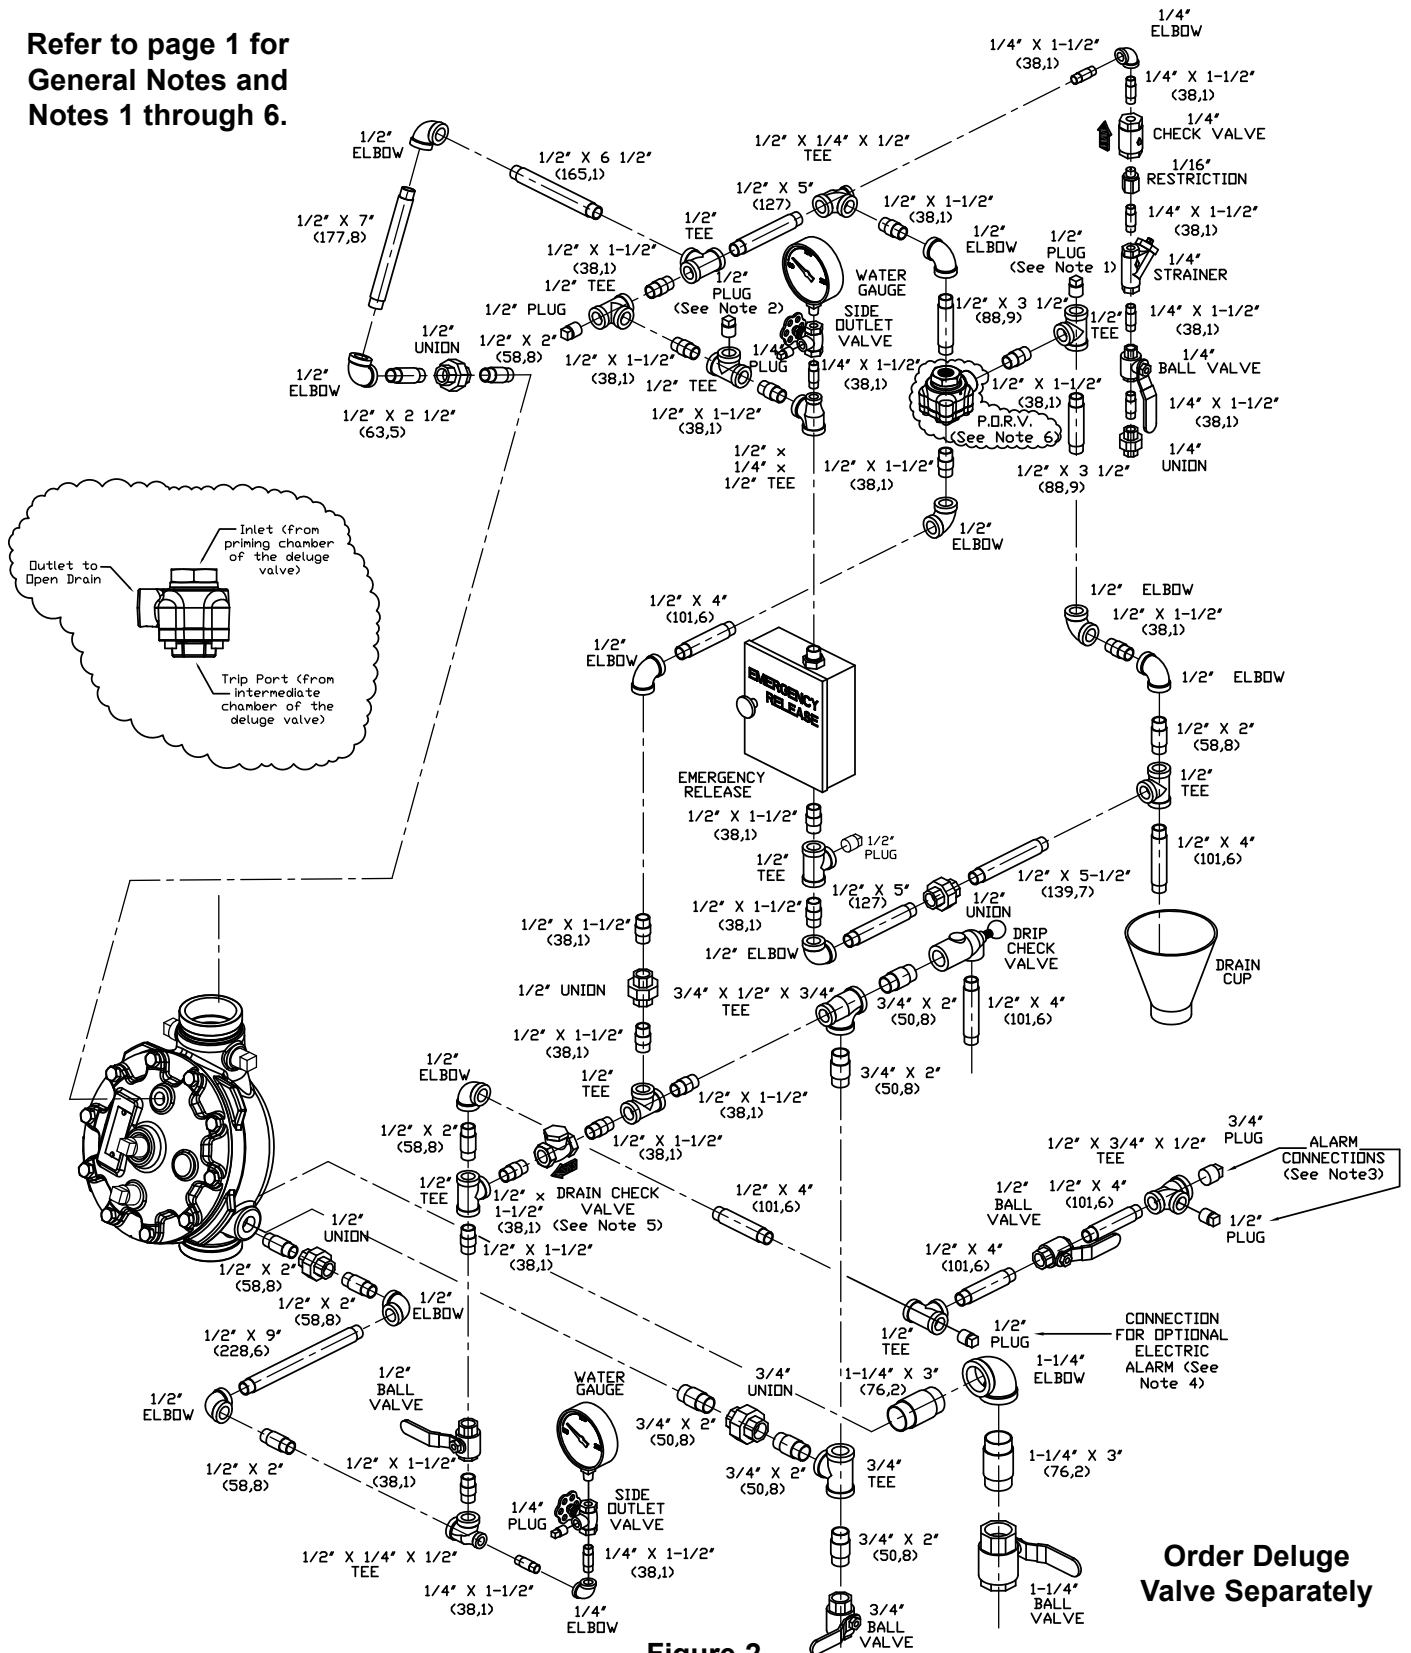 Refer to page 1 for
General Notes and
Notes 1 through 6.
1/4"
ELBOW
1/4" X 1-1/2"
(38,1)
1/4" X 1-1/2"
(38,1)
1/4"
CHECK VALVE
1/16"
RESTRICTION
1/4" X 1-1/2"
(38,1)
1/4"
STRAINER
1/4" X 1-1/2"
(38,1)
1/4"
BALL VALVE
1/4" X 1-1/2"
(38,1)
1/4"
UNION
1/2"
ELBOW
1/2" X 6 1/2"
(165,1)
1/2" X 7"
(177,8)
1/2" X 1/4" X 1/2"
TEE
1/2" X 5"
(127)
1/2" X 1-1/2"
(38,1)
1/2"
TEE
1/2" X 1-1/2"
(38,1)
1/2" TEE
1/2" PLUG
1/2"
PLUG
(See Note 2)
WATER
GAUGE
SIDE
OUTLET
VALVE
1/2"
ELBOW
1/2"
PLUG
(See Note 1)
1/2" X 3 1/2"
(88,9)
1/2"
TEE
1/2"
UNION
1/2" X 2"
(58,8)
1/2"
ELBOW
1/2" X 2 1/2"
(63,5)
1/2" X 1-1/2"
(38,1)
1/2" TEE
1/4"
PLUG
1/4" X 1-1/2"
(38,1)
1/2" X 1-1/2"
(38,1)
1/2" X 1-1/2"
(38,1)
P.O.R.V.
(See Note 6)
1/2" x
1/4" x
1/2" TEE
1/2" X 1-1/2"
(38,1)
1/2" X 3 1/2"
(88,9)
1/2"
ELBOW
Inlet (from
priming chamber
of the deluge
valve)
Outlet to
Open Drain
Trip Port (from
intermediate
chamber of the
deluge valve)
1/2" X 4"
(101,6)
1/2"
ELBOW
1/2" ELBOW
1/2" X 1-1/2"
(38,1)
1/2" ELBOW
1/2" X 2"
(58,8)
1/2"
TEE
1/2" X 4"
(101,6)
EMERGENCY
RELEASE
EMERGENCY
RELEASE
1/2" X 1-1/2"
(38,1)
1/2"
PLUG
1/2"
TEE
1/2" X 5"
(127)
1/2" X 5-1/2"
(139,7)
1/2"
UNION
1/2" X 1-1/2"
(38,1)
1/2" ELBOW
DRIP
CHECK
VALVE
DRAIN
CUP
1/2" X 1-1/2"
(38,1)
1/2" UNION
3/4" X 1/2" X 3/4"
TEE
3/4" X 2"
(50,8)
1/2" X 4"
(101,6)
1/2" X 1-1/2"
(38,1)
3/4" X 2"
(50,8)
1/2"
ELBOW
1/2"
TEE
1/2" X 1-1/2"
(38,1)
1/2" X 2"
(58,8)
1/2" X 1-1/2"
(38,1)
1/2"
TEE
1/2" x
1-1/2"
(38,1)
DRAIN CHECK
VALVE
(See Note 5)
1/2" X 1-1/2"
(38,1)
1/2" X 4"
(101,6)
3/4"
PLUG
1/2" X 3/4" X 1/2"
TEE
ALARM
CONNECTIONS
(See Note3)
1/2"
BALL
VALVE
1/2" X 4"
(101,6)
1/2"
PLUG
1/2" X 4"
(101,6)
1/2"
UNION
1/2" X 2"
(58,8)
1/2" X 2"
(58,8)
1/2"
ELBOW
1/2" X 9"
(228,6)
1/2"
ELBOW
1/2" X 2"
(58,8)
1/2"
TEE
1/2"
PLUG
CONNECTION
FOR OPTIONAL
ELECTRIC
ALARM (See
Note 4)
1/2"
BALL
VALVE
WATER
GAUGE
3/4"
UNION
1-1/4" X 3"
(76,2)
1-1/4"
ELBOW
3/4" X 2"
(50,8)
3/4" X 2"
(50,8)
3/4"
TEE
1-1/4" X 3"
(76,2)
1/2" X 1-1/2"
(38,1)
1/4"
PLUG
SIDE
OUTLET
VALVE
1/2" X 1/4" X 1/2"
TEE
1/4" X 1-1/2"
(38,1)
1/4" X 1-1/2"
(38,1)
1/4"
ELBOW
3/4" X 2"
(50,8)
3/4"
BALL
VALVE
1-1/4"
BALL
VALVE
Order Deluge
Valve Separately
Figure 2